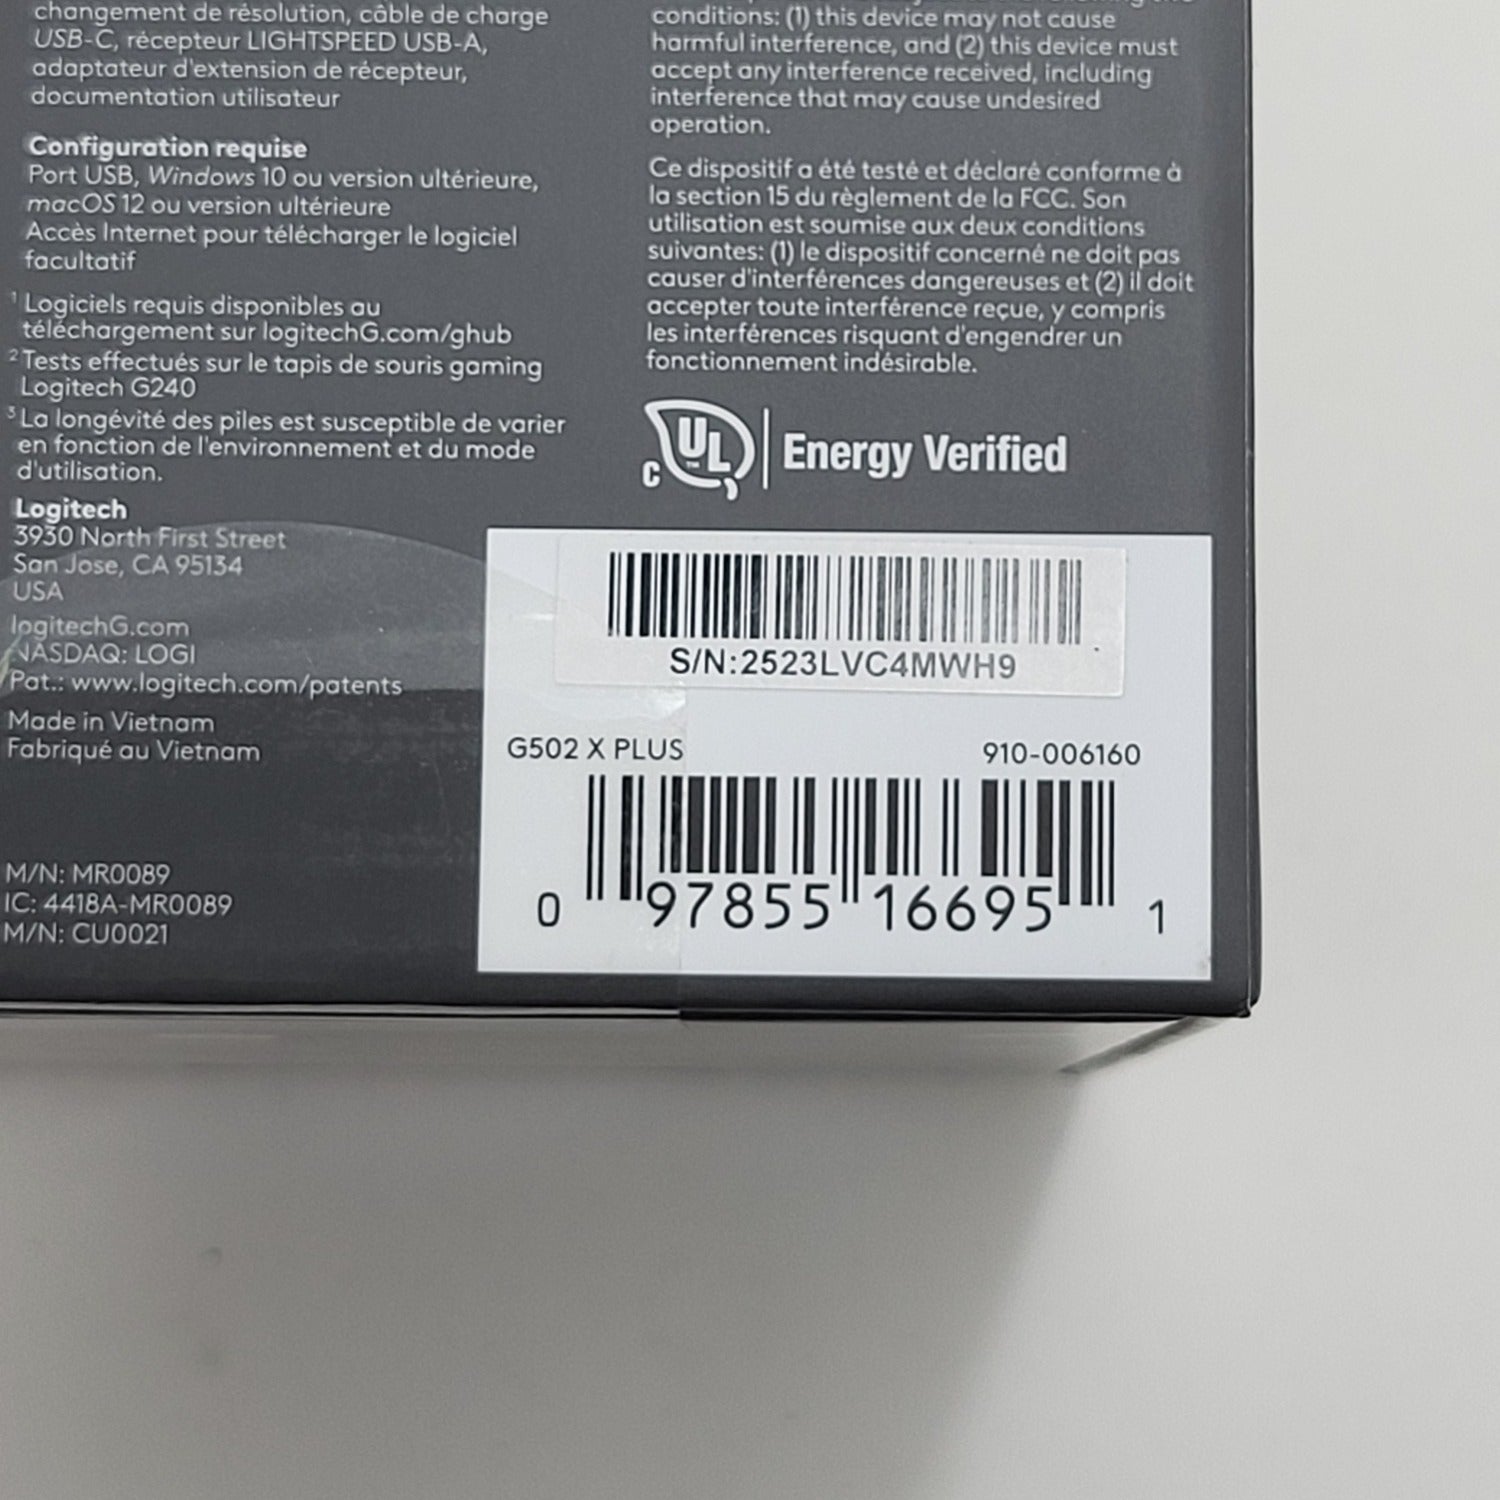 changement de résolution, câble de charge
USB-C, récepteur LIGHTSPEED USB-A,
adaptateur d'extension de récepteur,
documentation utilisateur
Configuration requise
Port USB, Windows 10 ou version ultérieure,
macOS 12 ou version ultérieure
Accès Internet pour télécharger le logiciel
facultatif
1 Logiciels requis disponibles au
téléchargement sur logitechG.com/ghub
2 Tests effectués sur le tapis de souris gaming
Logitech G240
3 La longévité des piles est susceptible de varier
en fonction de l'environnement et du mode
d'utilisation.
Logitech
3930 North First Street
San Jose, CA 95134
USA
logitechG.com
NASDAQ: LOGI
Pat.: www.logitech.com/patents
Made in Vietnam
Fabriqué au Vietnam
M/N: MR0089
IC: 4418A-MR0089
M/N: CU0021
conditions: (1) this device may not cause
harmful interference, and (2) this device must
accept any interference received, including
interference that may cause undesired
operation.
Ce dispositif a été testé et déclaré conforme à
la section 15 du règlement de la FCC. Son
utilisation est soumise aux deux conditions
suivantes: (1) le dispositif concerné ne doit pas
causer d'interférences dangereuses et (2) il doit
accepter toute interférence reçue, y compris
les interférences risquant d'engendrer un
fonctionnement indésirable.
C UL ™ Energy Verified
S/N:2523LVC4MWH9
G502 X PLUS 910-006160
0 97855 16695 1